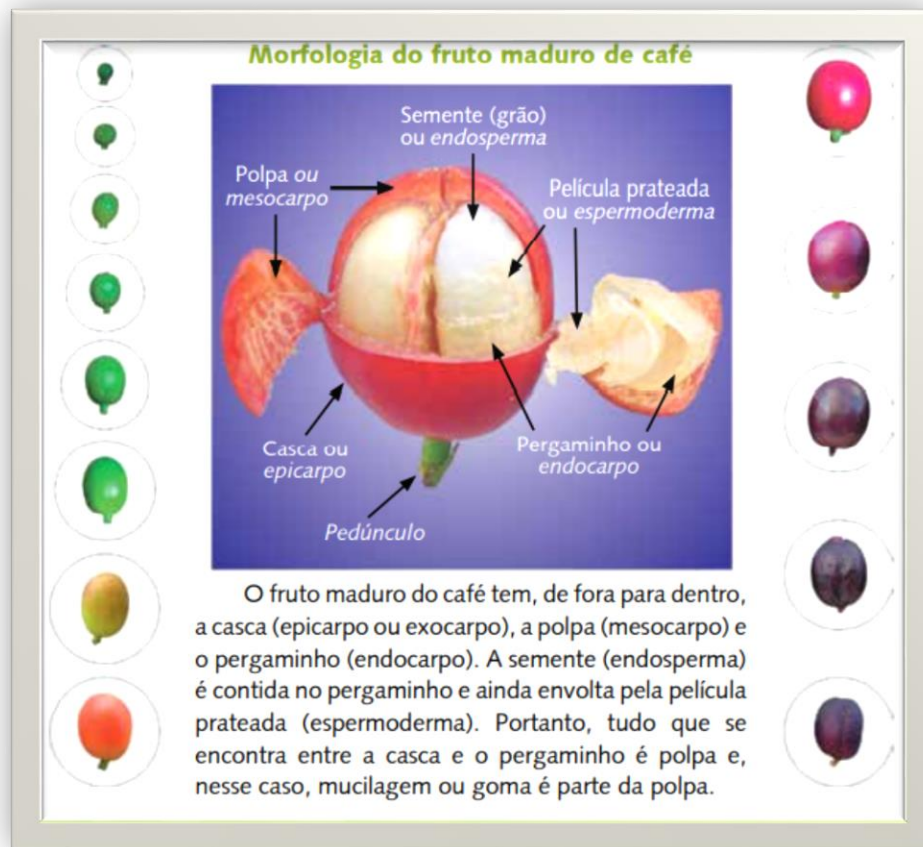 Morfologia do fruto maduro de café
Semente (grão)
ou endosperma
Polpa ou
mesocarpo
Película prateada
ou espermoderma
Casca ou
epicarpo
Pergaminho ou
endocarpo
Pedúnculo
O fruto maduro do café tem, de fora para dentro,
a casca (epicarpo ou exocarpo), a polpa (mesocarpo) e
o pergaminho (endocarpo). A semente (endosperma)
é contida no pergaminho e ainda envolta pela película
prateada (espermoderma). Portanto, tudo que se
encontra entre a casca e o pergaminho é polpa e,
nesse caso, mucilagem ou goma é parte da polpa.